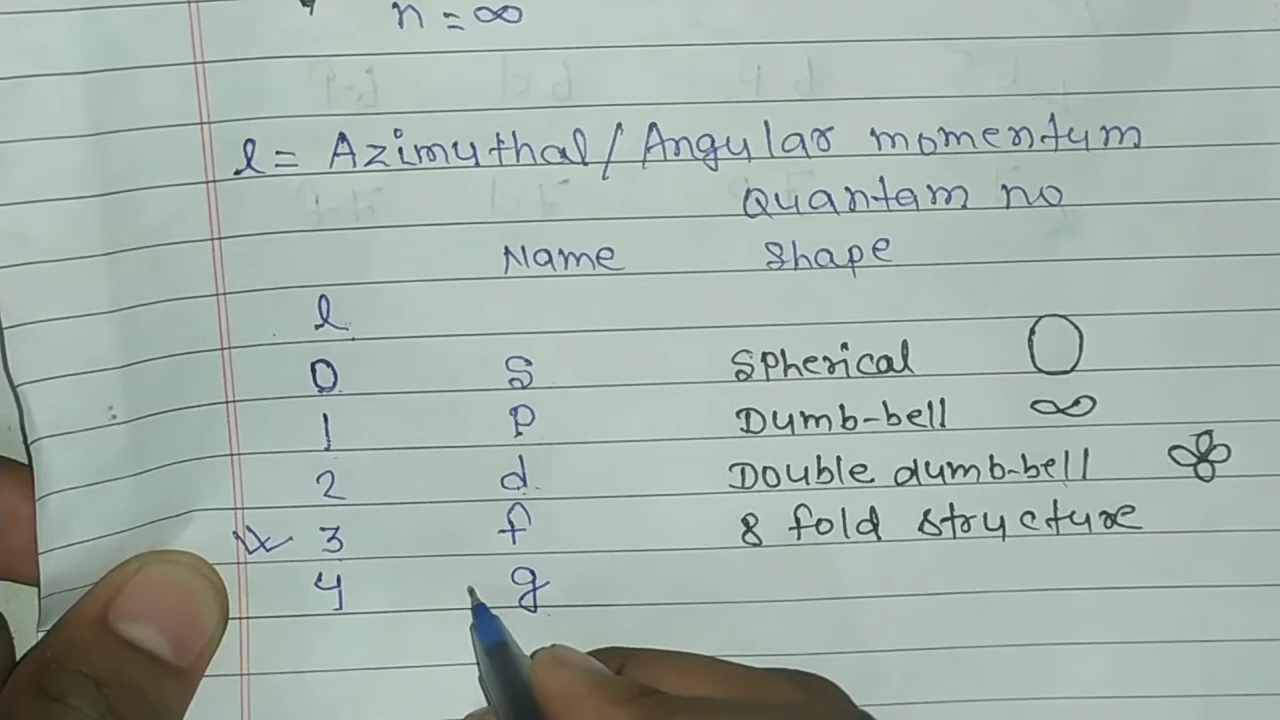 n = ∞
l = Azimuthal/Angular momentum
Quantam no
Name Shape
l
0 S Spherical
1 P Dumb-bell
2 d Double dumb-bell
3 f 8 fold structure
4 g